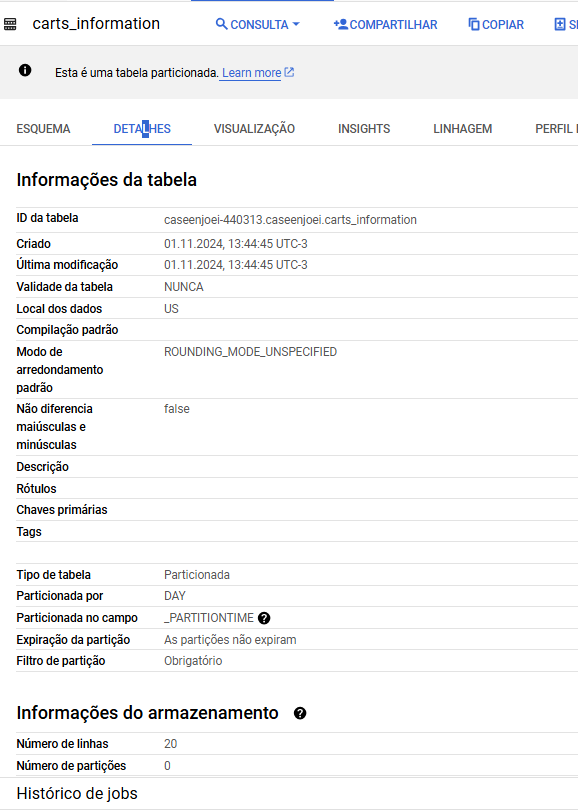 carts_information
CONSULTA
COMPARTILHAR
COPIAR
Esta é uma tabela particionada. Learn more
ESQUEMA
DETALHES
VISUALIZAÇÃO
INSIGHTS
LINHAGEM
PERFIL
Informações da tabela
ID da tabela caseenjoei-440313.caseenjoei.carts_information
Criado 01.11.2024, 13:44:45 UTC-3
Última modificação 01.11.2024, 13:44:45 UTC-3
Validade da tabela NUNCA
Local dos dados US
Compilação padrão
Modo de ROUNDING_MODE_UNSPECIFIED
arredondamento
padrão
Não diferencia false
maiúsculas e
minúsculas
Descrição
Rótulos
Chaves primárias
Tags
Tipo de tabela Particionada
Particionada por DAY
Particionada no campo _PARTITIONTIME
Expiração da partição As partições não expiram
Filtro de partição Obrigatório
Informações do armazenamento
Número de linhas 20
Número de partições 0
Histórico de jobs